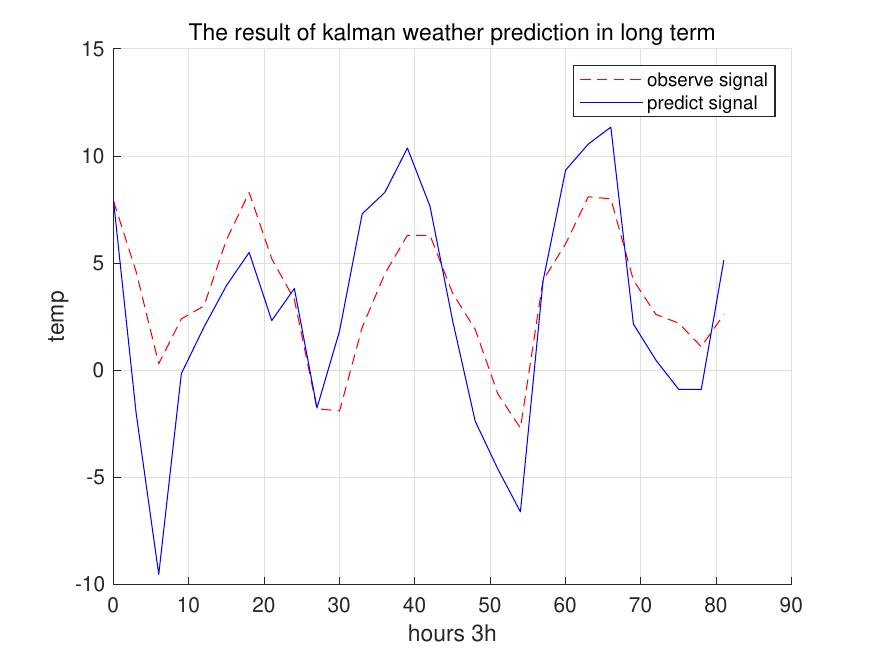 The result of kalman weather prediction in long term
15
10
5
0
-5
-10
temp
observe signal
predict signal
0 10 20 30 40 50 60 70 80 90
hours 3h